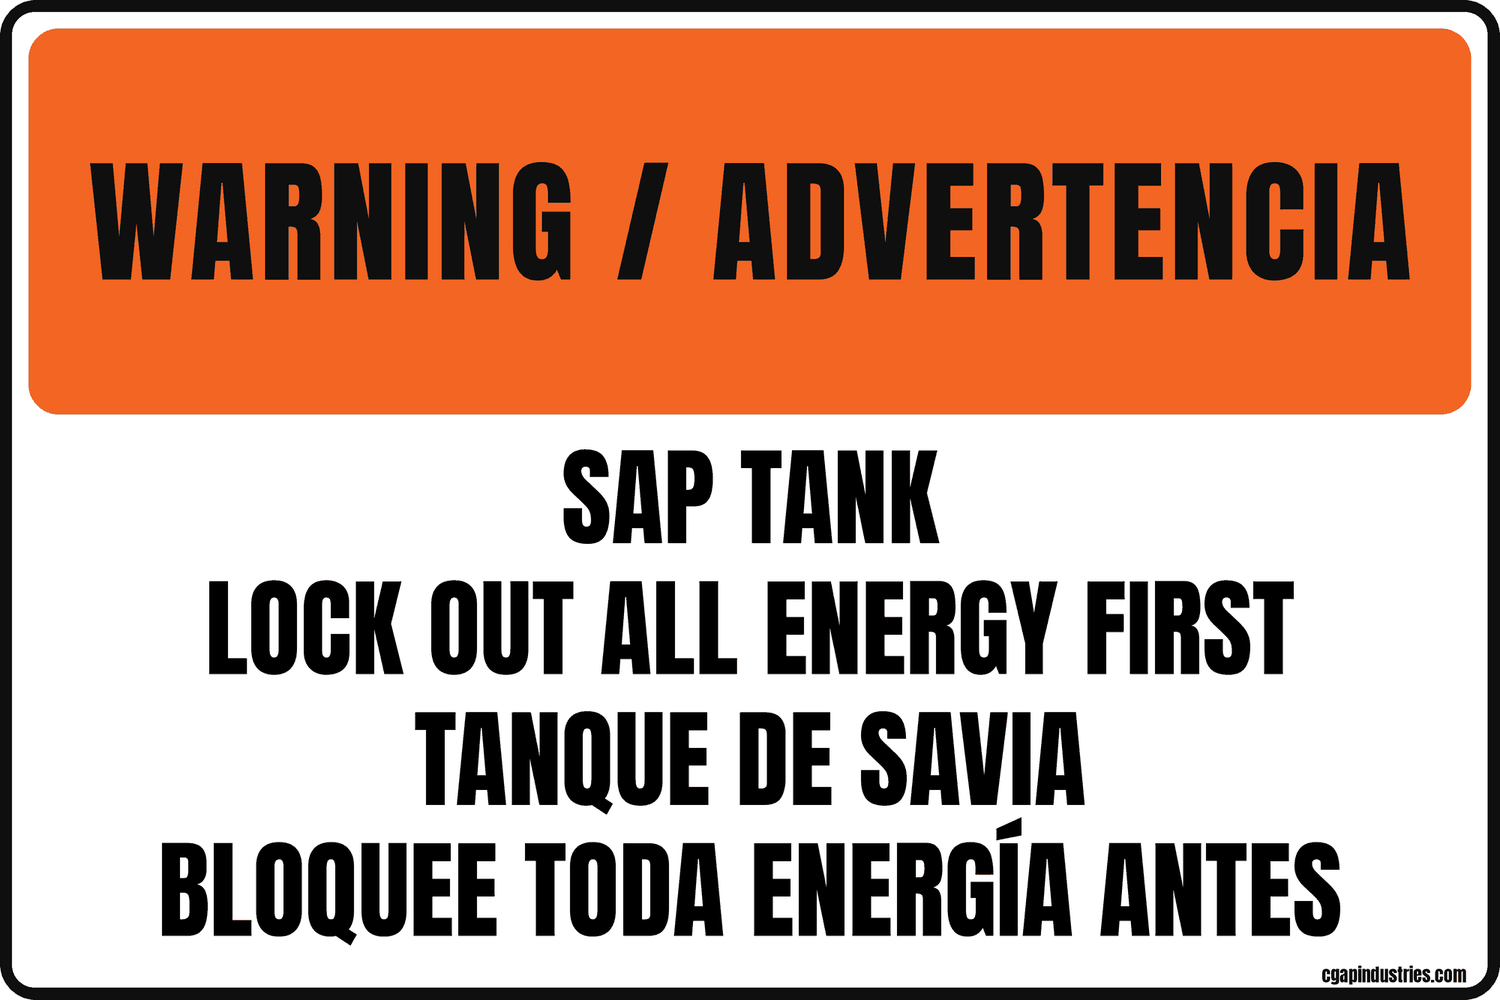 WARNING / ADVERTENCIA
SAP TANK
LOCK OUT ALL ENERGY FIRST
TANQUE DE SAVIA
BLOQUEE TODA ENERGÍA ANTES
cgapindustries.com